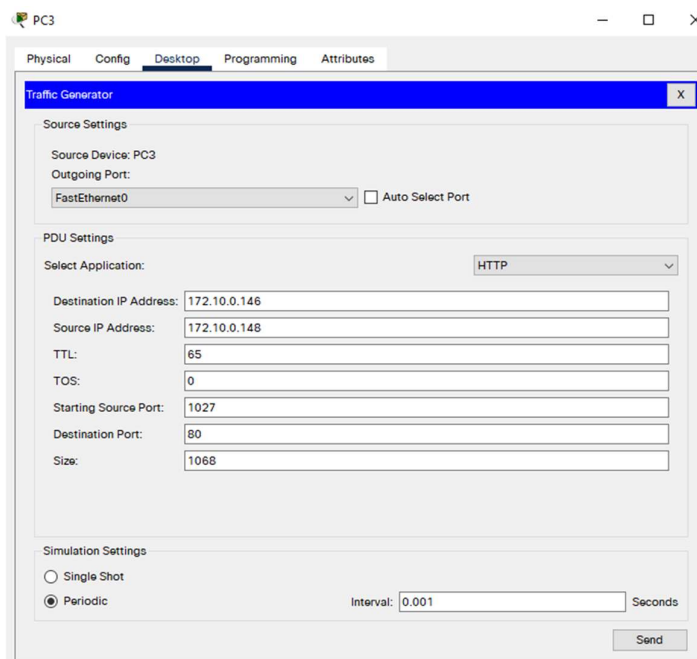 PC3
Physical Config Desktop Programming Attributes
Traffic Generator X
Source Settings
Source Device: PC3
Outgoing Port:
FastEthernet0 Auto Select Port
PDU Settings
Select Application: HTTP
Destination IP Address: 172.10.0.146
Source IP Address: 172.10.0.148
TTL: 65
TOS: 0
Starting Source Port: 1027
Destination Port: 80
Size: 1068
Simulation Settings
Single Shot
Periodic Interval: 0.001 Seconds
Send